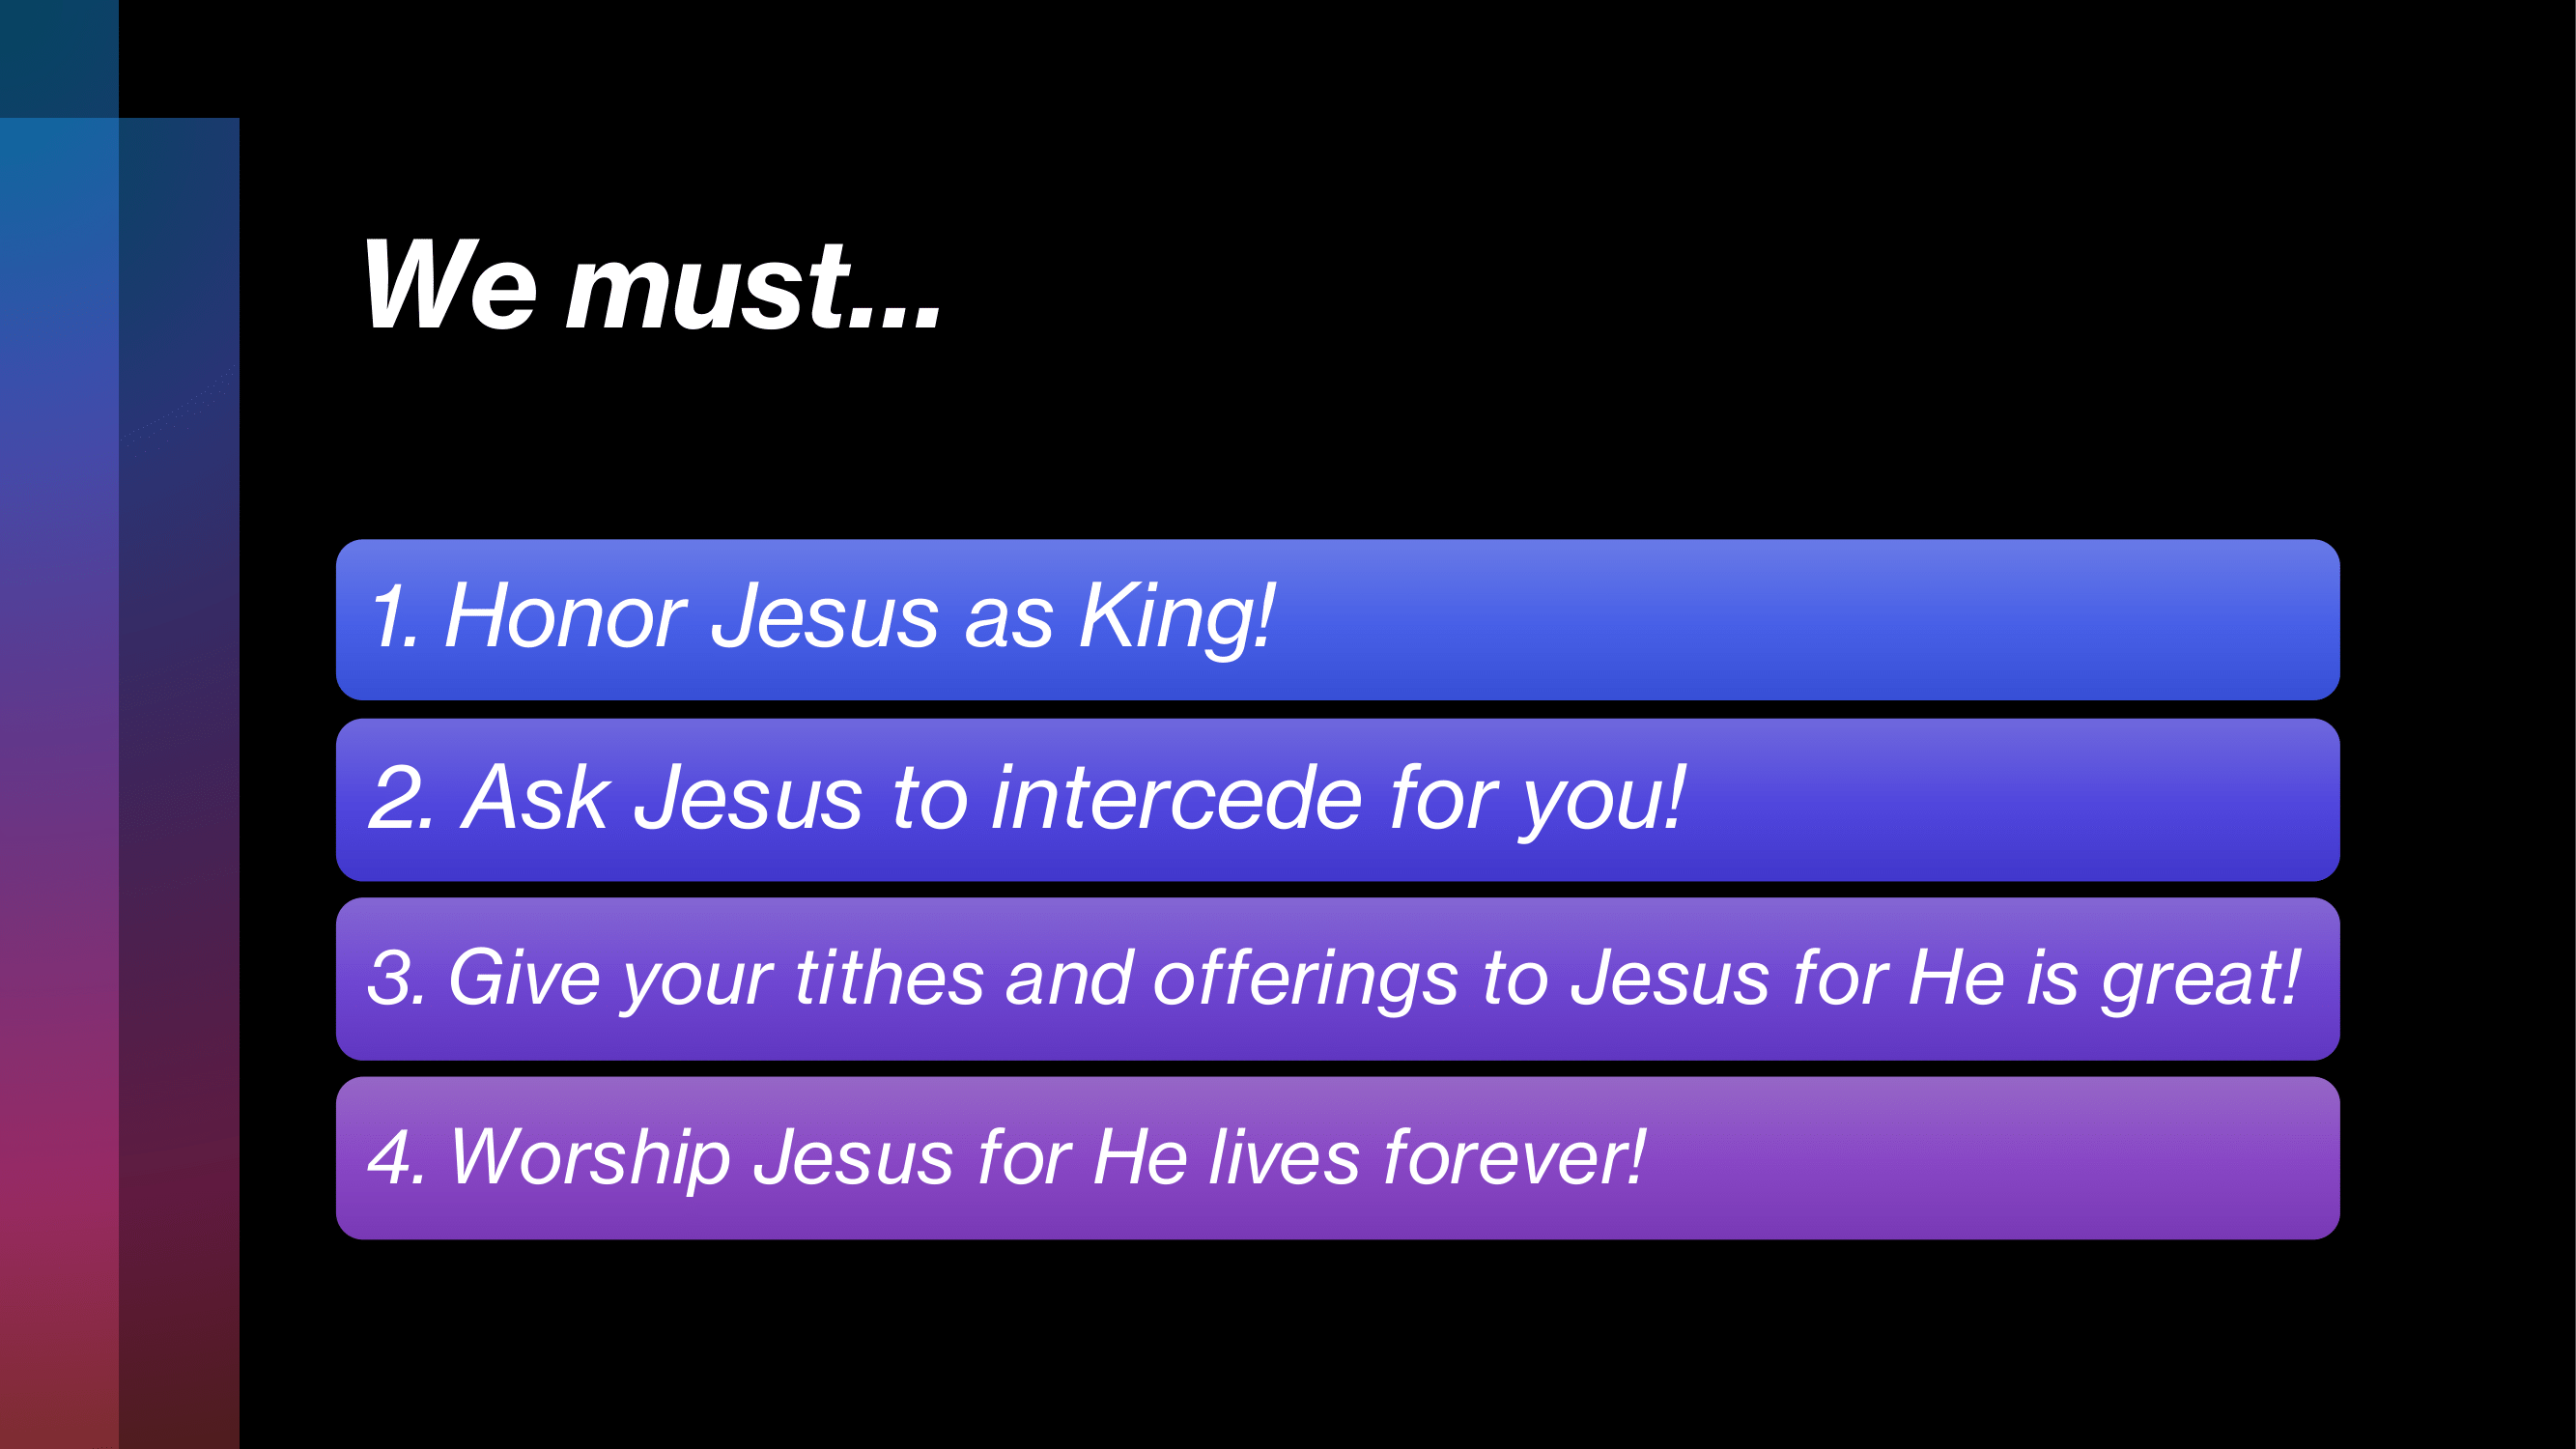 We must...
1. Honor Jesus as King!
2. Ask Jesus to intercede for you!
3. Give your tithes and offerings to Jesus for He is great!
4. Worship Jesus for He lives forever!